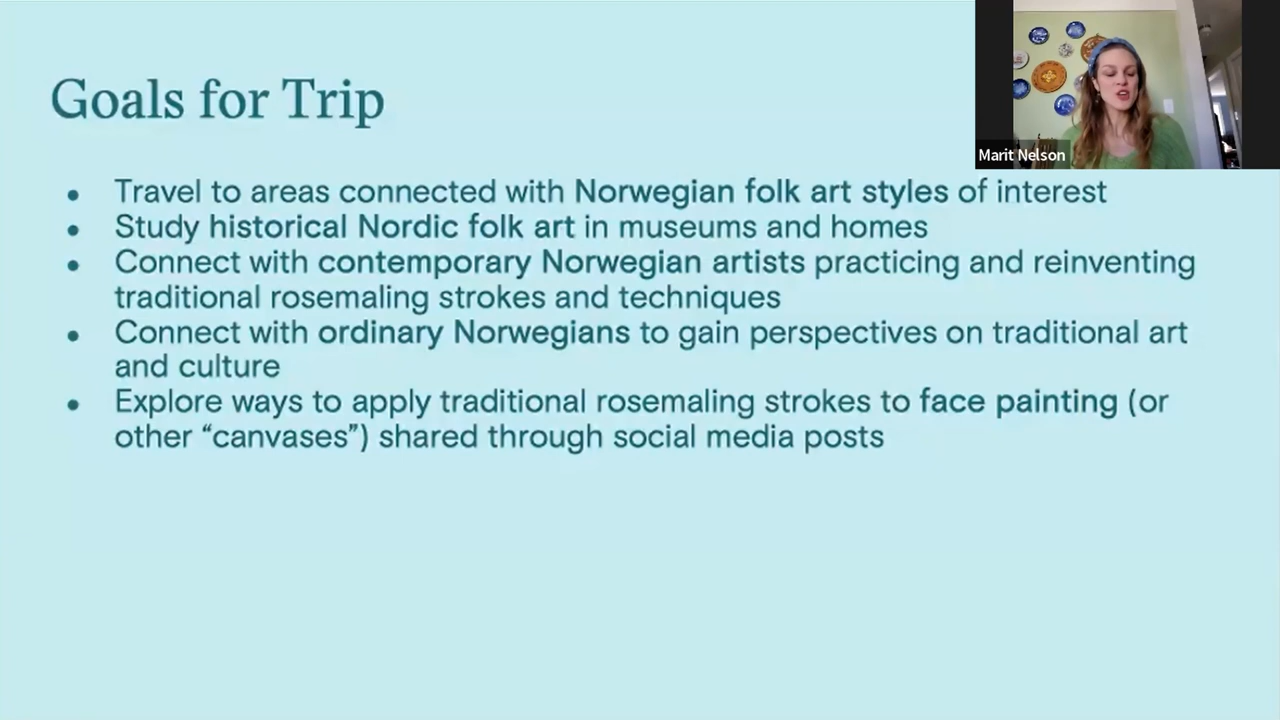 Goals for Trip
Marit Nelson
• Travel to areas connected with Norwegian folk art styles of interest
• Study historical Nordic folk art in museums and homes
• Connect with contemporary Norwegian artists practicing and reinventing
traditional rosemaling strokes and techniques
• Connect with ordinary Norwegians to gain perspectives on traditional art
and culture
• Explore ways to apply traditional rosemaling strokes to face painting (or
other “canvases”) shared through social media posts